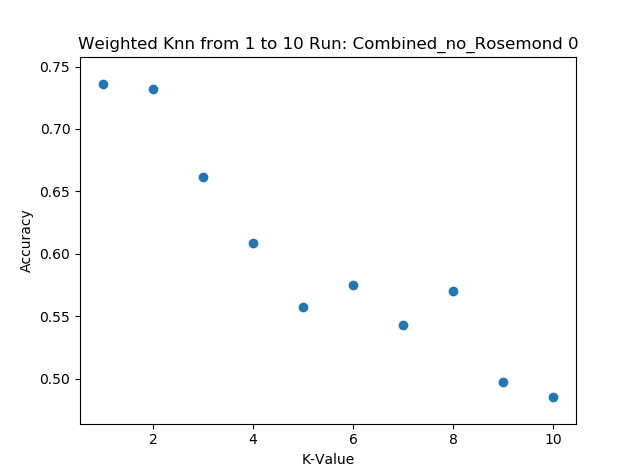 Weighted Knn from 1 to 10 Run: Combined_no_Rosemond 0
0.75
0.70
0.65
0.60
0.55
0.50
Accuracy
2 4 6 8 10
K-Value